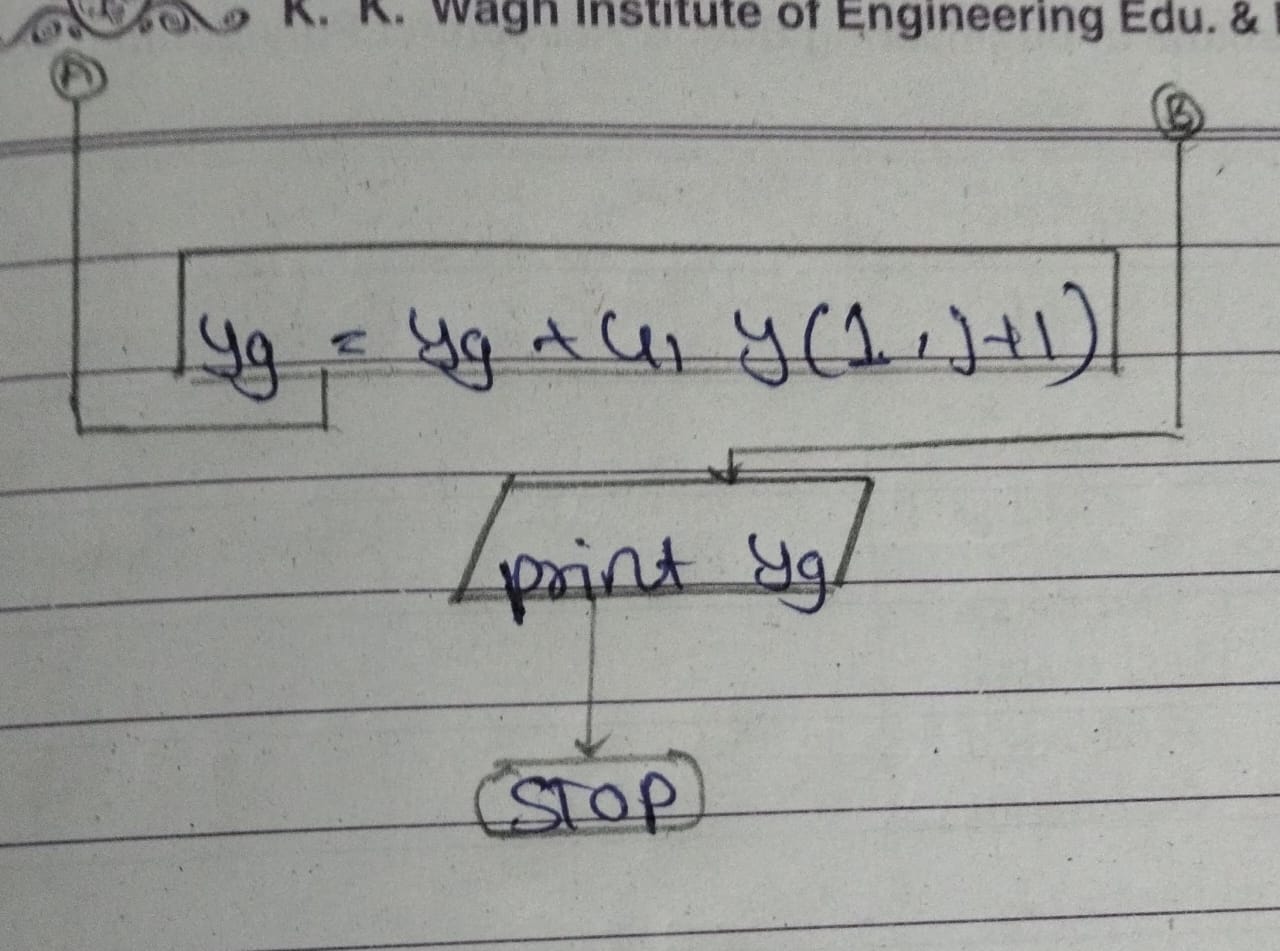 K. K. Wagh Institute of Engineering Edu. &
A
B
yg = yg + u1 y(1, j+1)
print yg
STOP